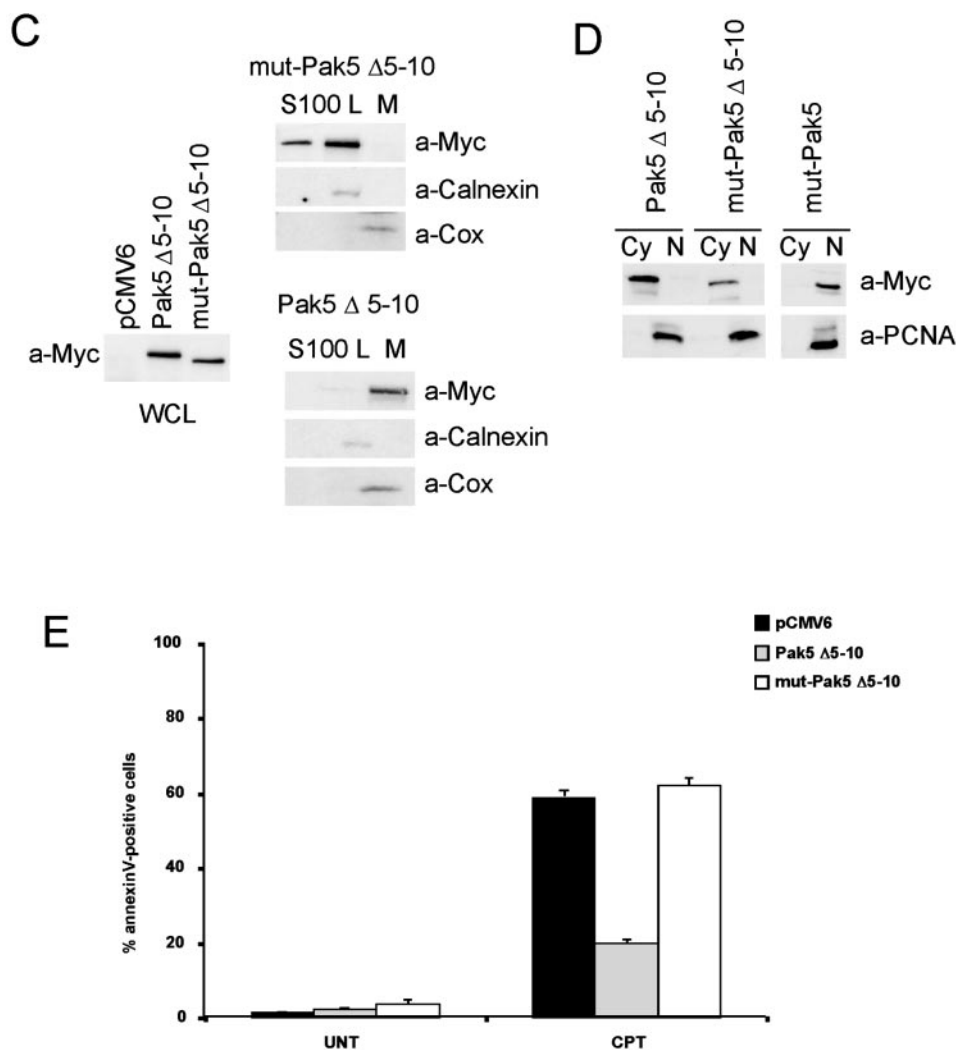 C
mut-Pak5 Δ5-10
S100 L M
a-Myc
a-Calnexin
a-Cox
pCMV6
Pak5 Δ5-10
mut-Pak5 Δ5-10
a-Myc
WCL
Pak5 Δ 5-10
S100 L M
a-Myc
a-Calnexin
a-Cox
D
Pak5 Δ 5-10
mut-Pak5 Δ 5-10
mut-Pak5
Cy N Cy N Cy N
a-Myc
a-PCNA
E
% annexinV-positive cells
100
80
60
40
20
0
UNT CPT
pCMV6
Pak5 Δ5-10
mut-Pak5 Δ5-10